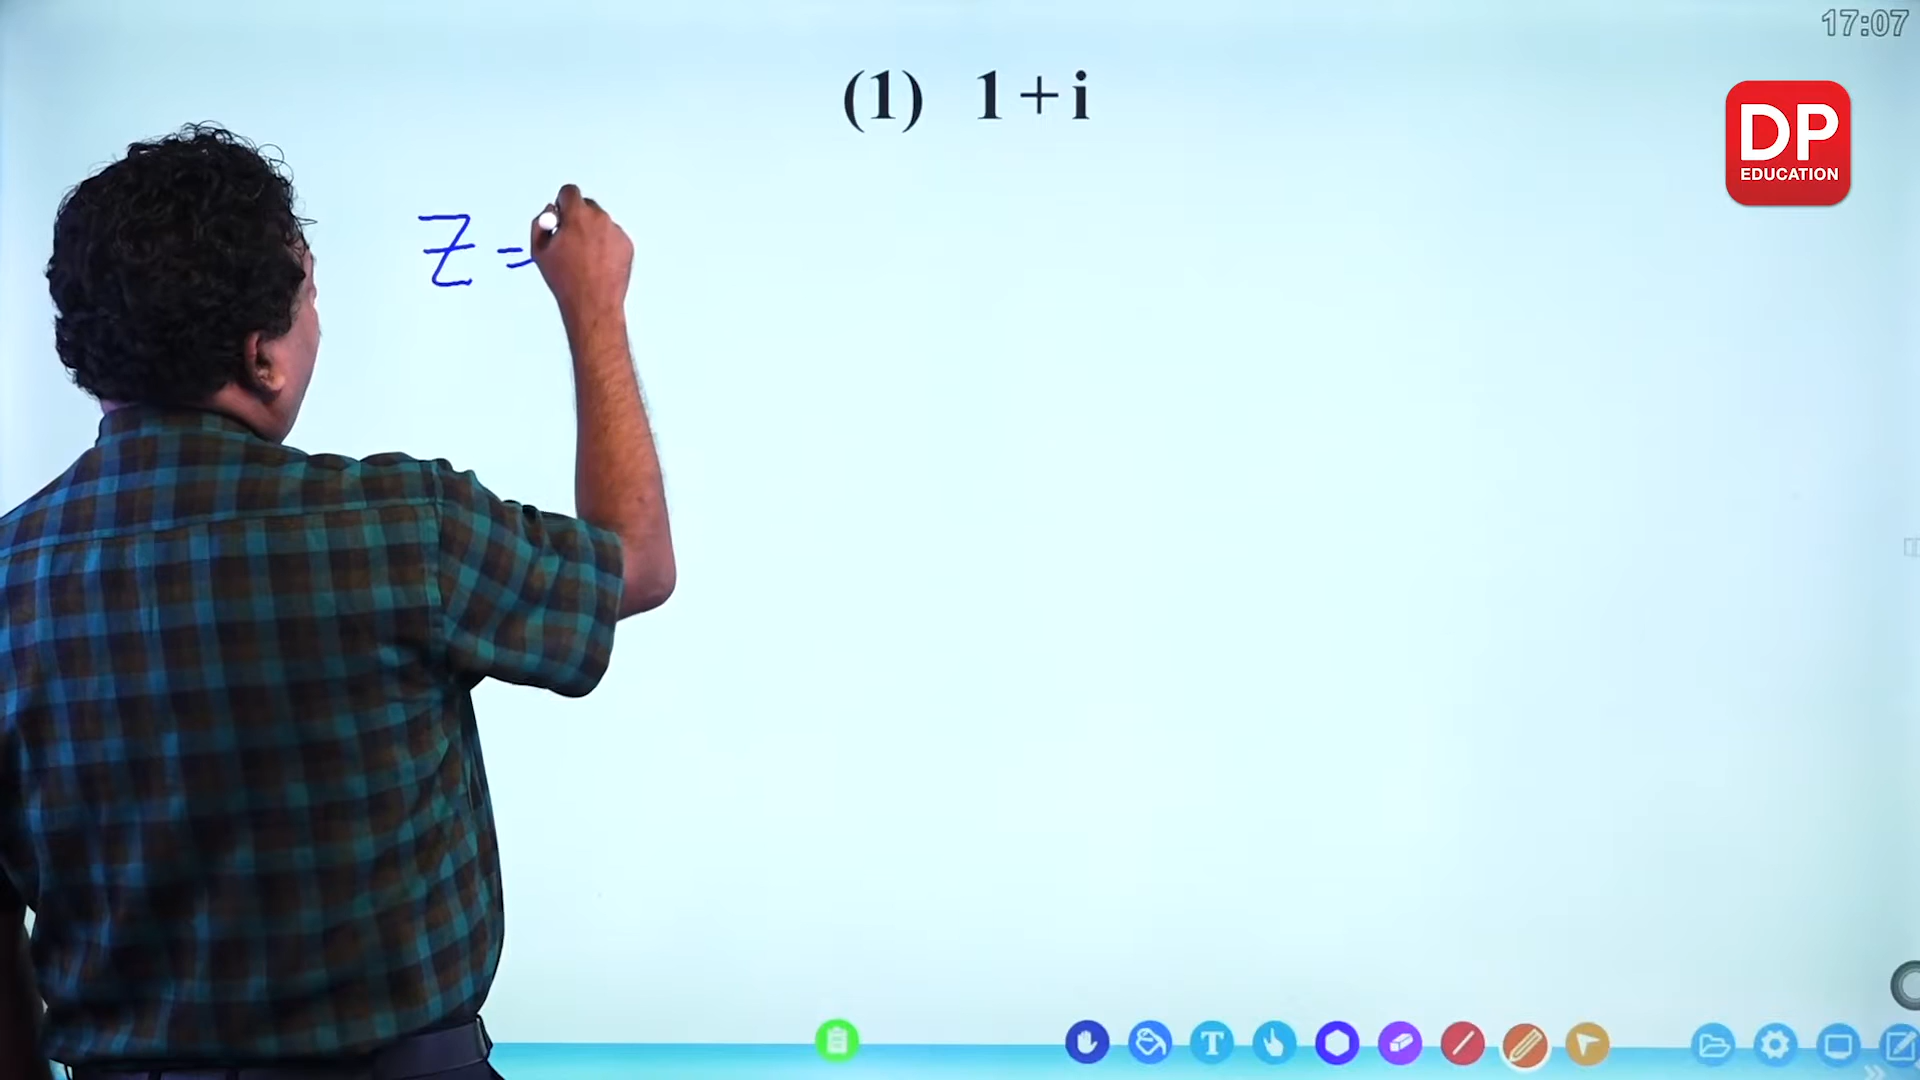 17:07
(1) 1 + i
DP
EDUCATION
Z =
T